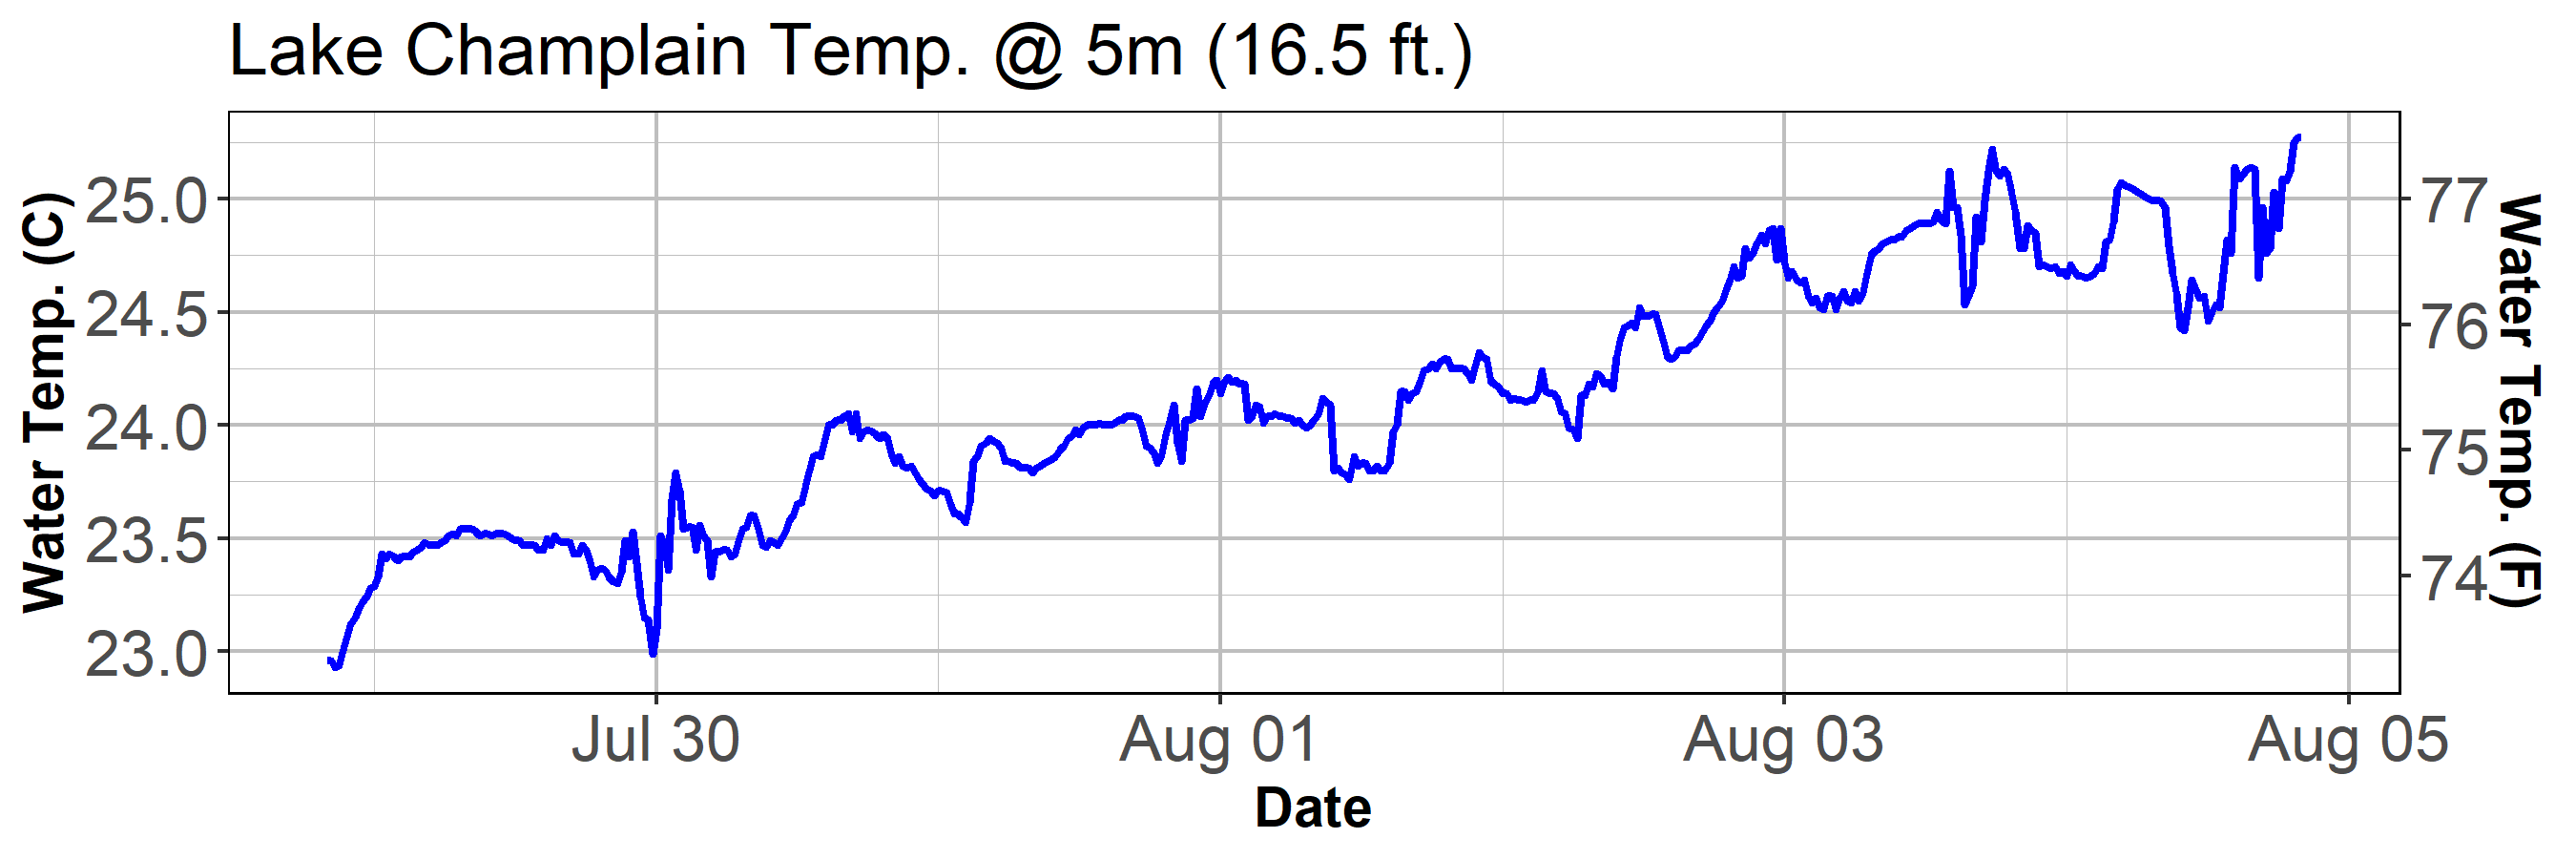 Lake Champlain Temp. @ 5m (16.5 ft.)
Water Temp. (C)
25.0
24.5
24.0
23.5
23.0
77
76
75
74
Water Temp. (F)
Jul 30
Aug 01
Aug 03
Aug 05
Date